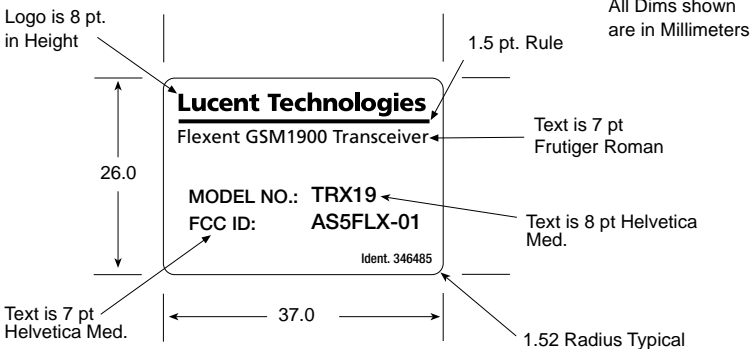 Logo is 8 pt.
in Height
All Dims shown
are in Millimeters
1.5 pt. Rule
Lucent Technologies
Flexent GSM1900 Transceiver
Text is 7 pt
Frutiger Roman
26.0
MODEL NO.: TRX19
FCC ID: AS5FLX-01
Text is 8 pt Helvetica
Med.
Ident. 346485
Text is 7 pt
Helvetica Med.
37.0
1.52 Radius Typical